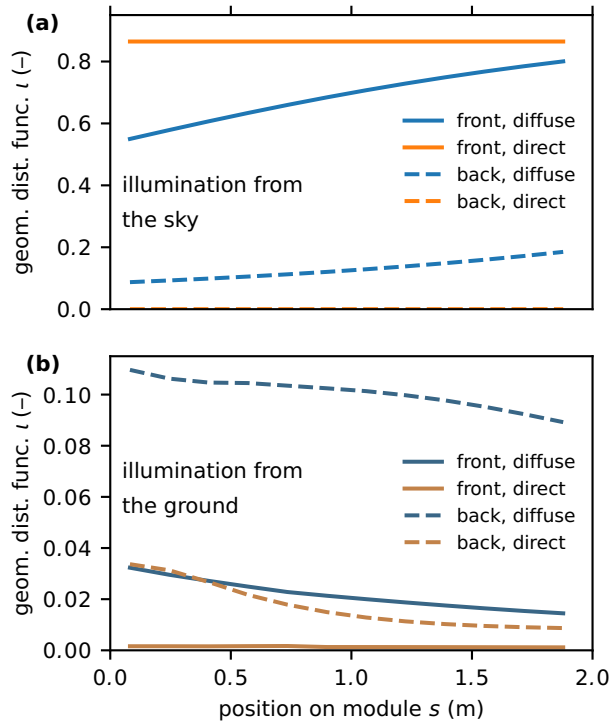 (a)
geom. dist. func. ι (−)
0.8
0.6
0.4
0.2
0.0
front, diffuse
front, direct
back, diffuse
back, direct
illumination from
the sky
(b)
geom. dist. func. ι (−)
0.10
0.08
0.06
0.04
0.02
0.00
front, diffuse
front, direct
back, diffuse
back, direct
illumination from
the ground
0.0 0.5 1.0 1.5 2.0
position on module s (m)